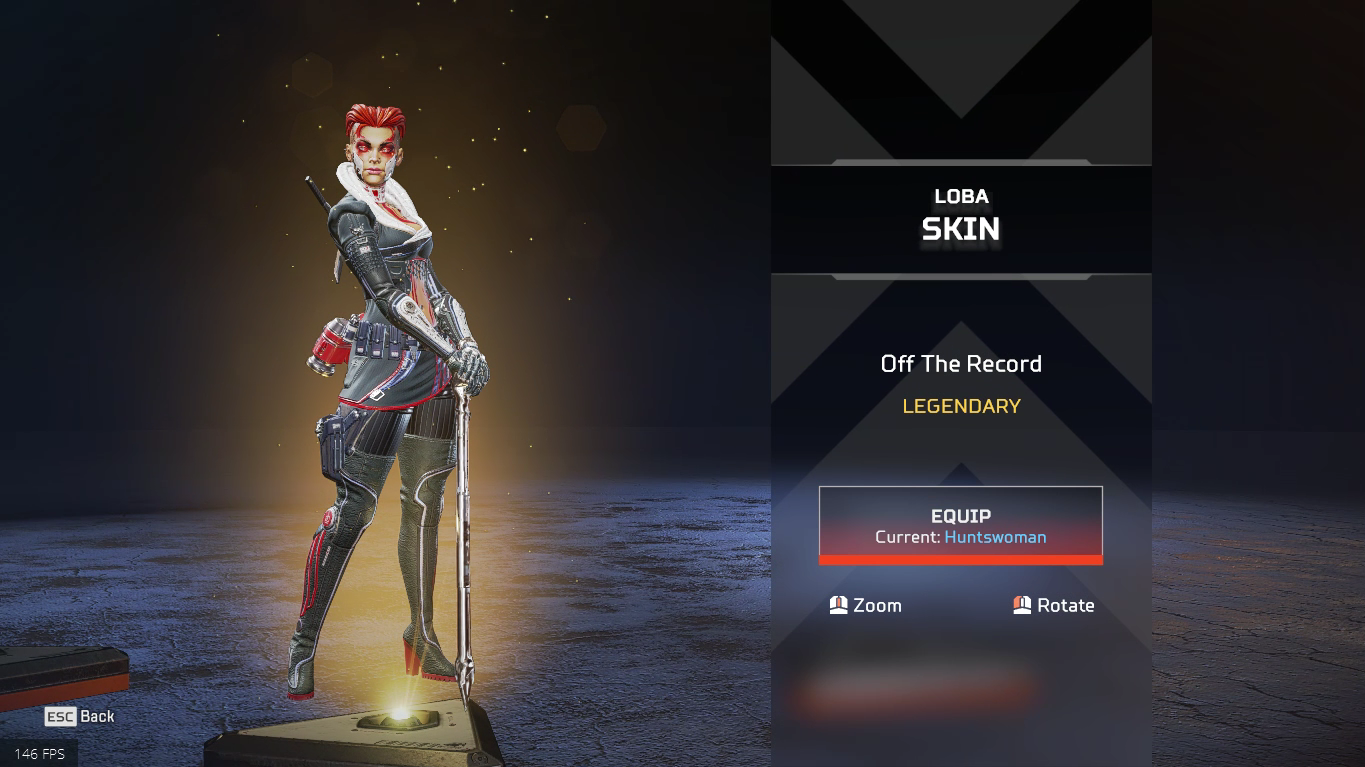 LOBA
SKIN
Off The Record
LEGENDARY
EQUIP
Current: Huntswoman
Zoom
Rotate
ESC Back
146 FPS